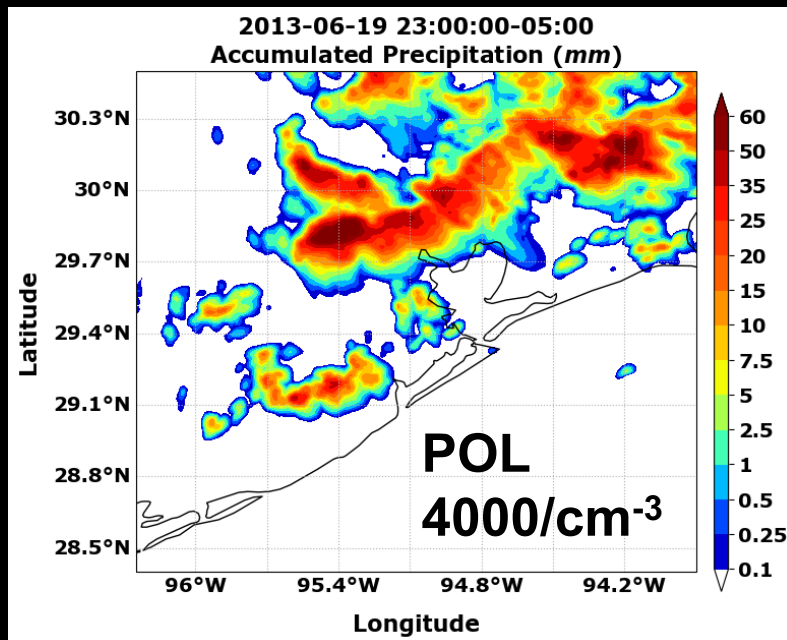 2013-06-19 23:00:00-05:00
Accumulated Precipitation (mm)
30.3°N
30°N
29.7°N
29.4°N
29.1°N
28.8°N
28.5°N
Latitude
96°W
95.4°W
94.8°W
94.2°W
Longitude
60
50
35
25
20
15
10
7.5
5
2.5
1
0.5
0.25
0.1
POL
4000/cm-3